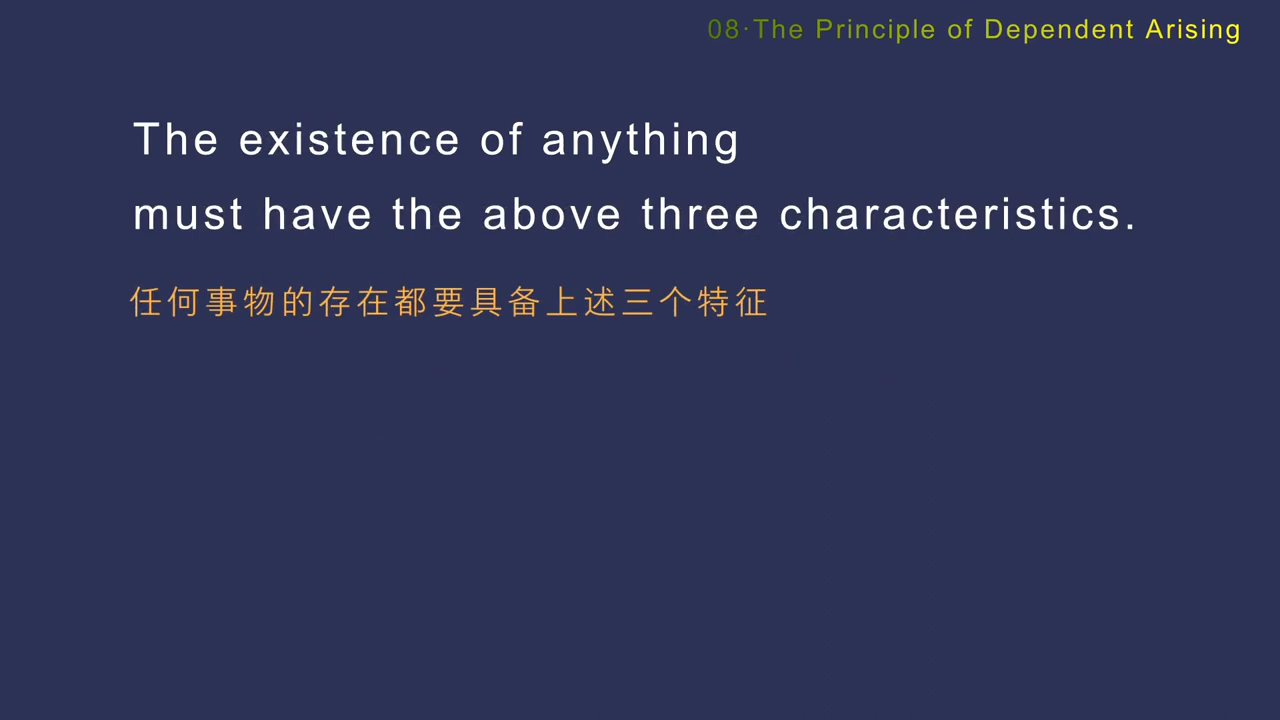 08·The Principle of Dependent Arising
The existence of anything
must have the above three characteristics.
任何事物的存在都要具备上述三个特征